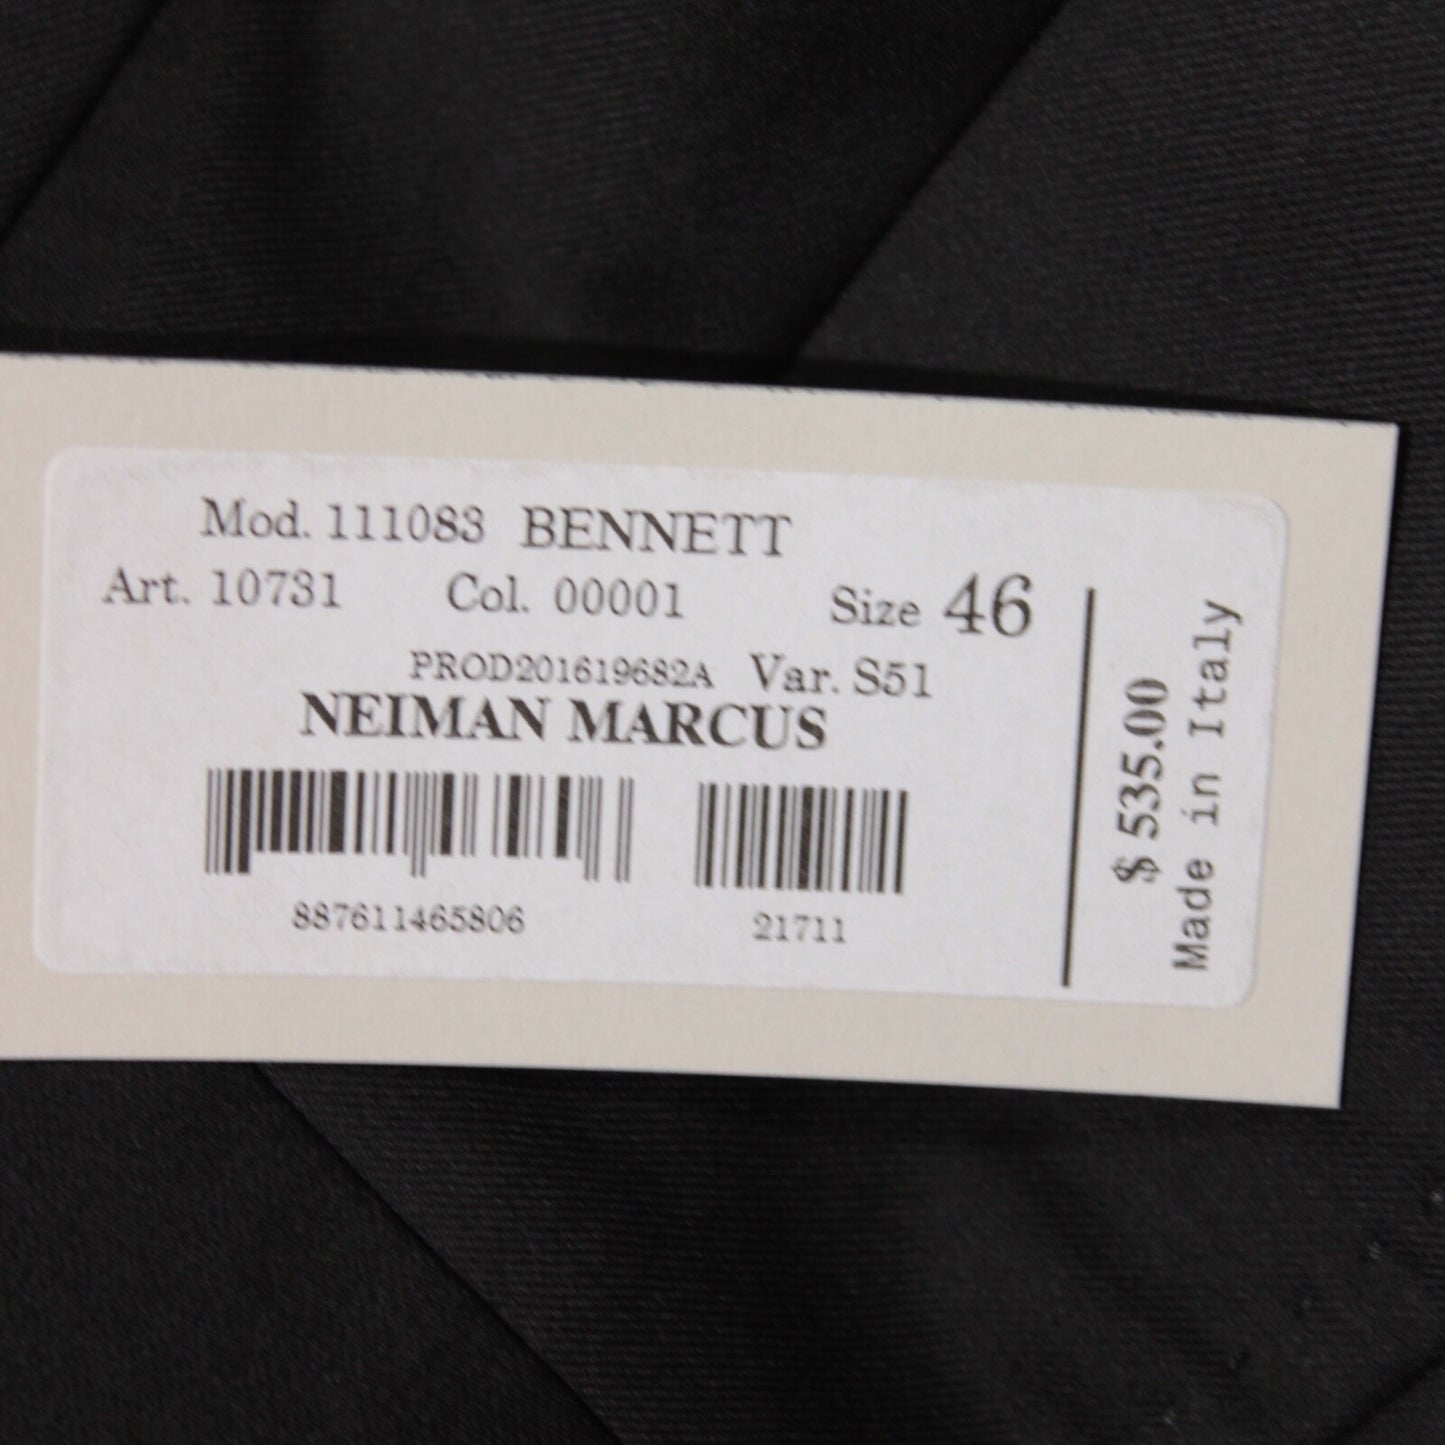 Mod. 111083 BENNETT
Art. 10731 Col. 00001 Size 46
PROD201619682A Var. S51
NEIMAN MARCUS
887611465806 21711
$ 535.00
Made in Italy